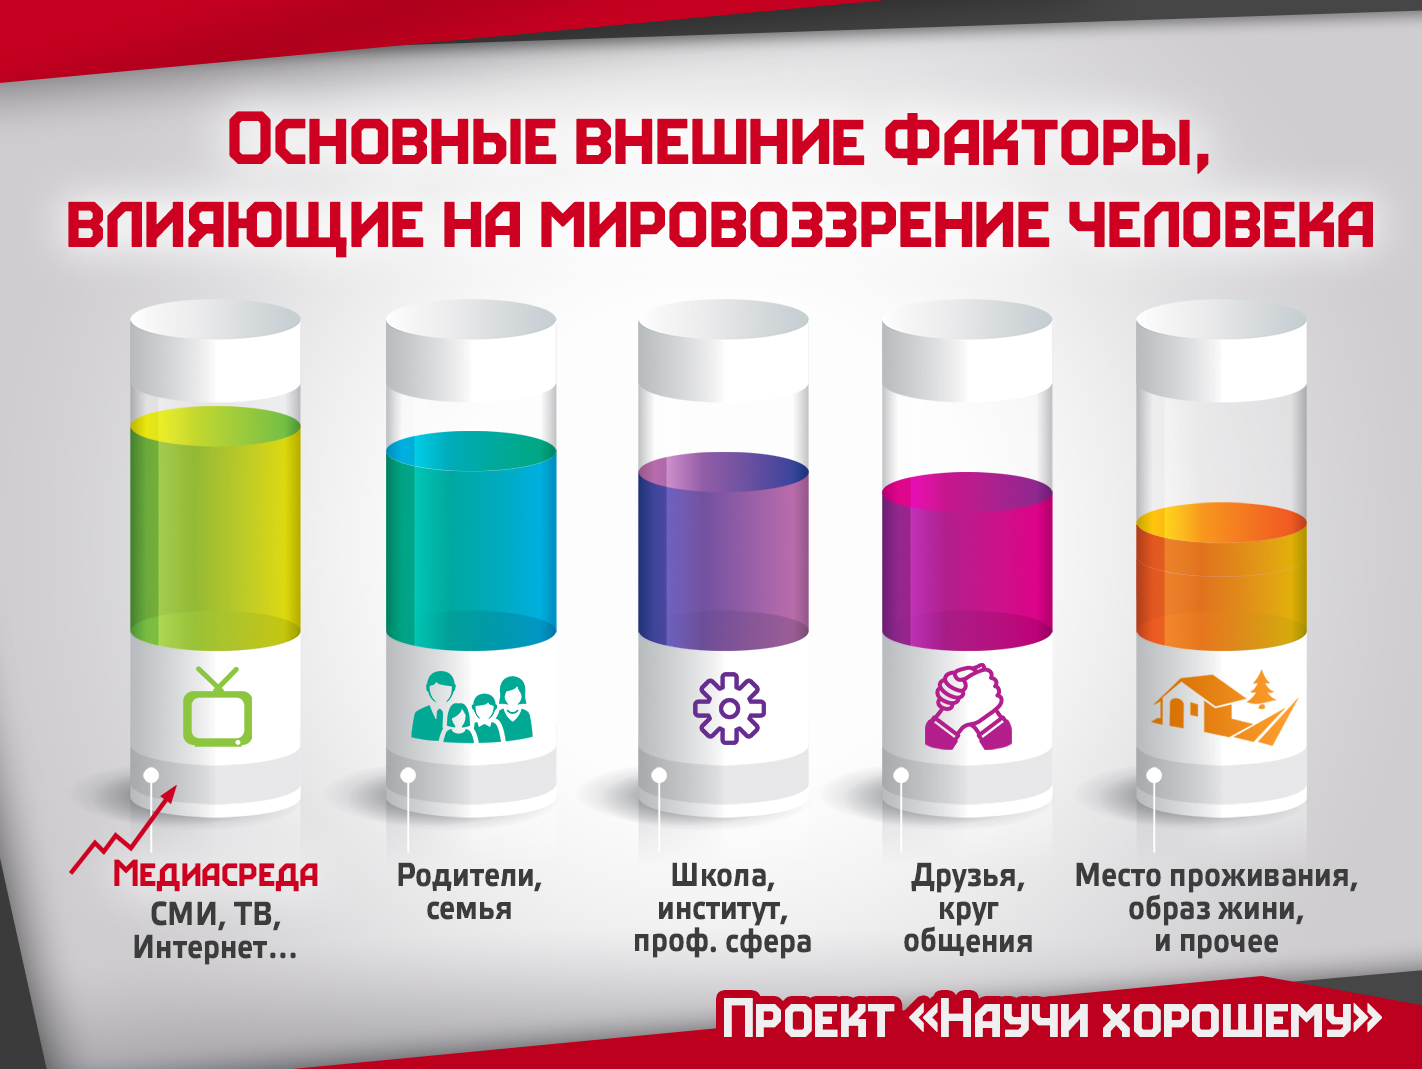 Основные внешние факторы,
влияющие на мировоззрение человека
Медиасреда
СМИ, ТВ,
Интернет...
Родители,
семья
Школа,
институт,
проф. сфера
Друзья,
круг
общения
Место проживания,
образ жини,
и прочее
Проект «Научи хорошему»